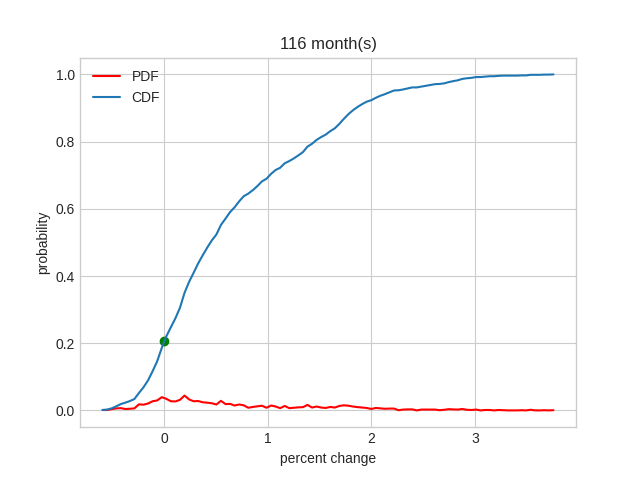 116 month(s)
PDF
CDF
1.0
0.8
0.6
0.4
0.2
0.0
probability
0 1 2 3
percent change